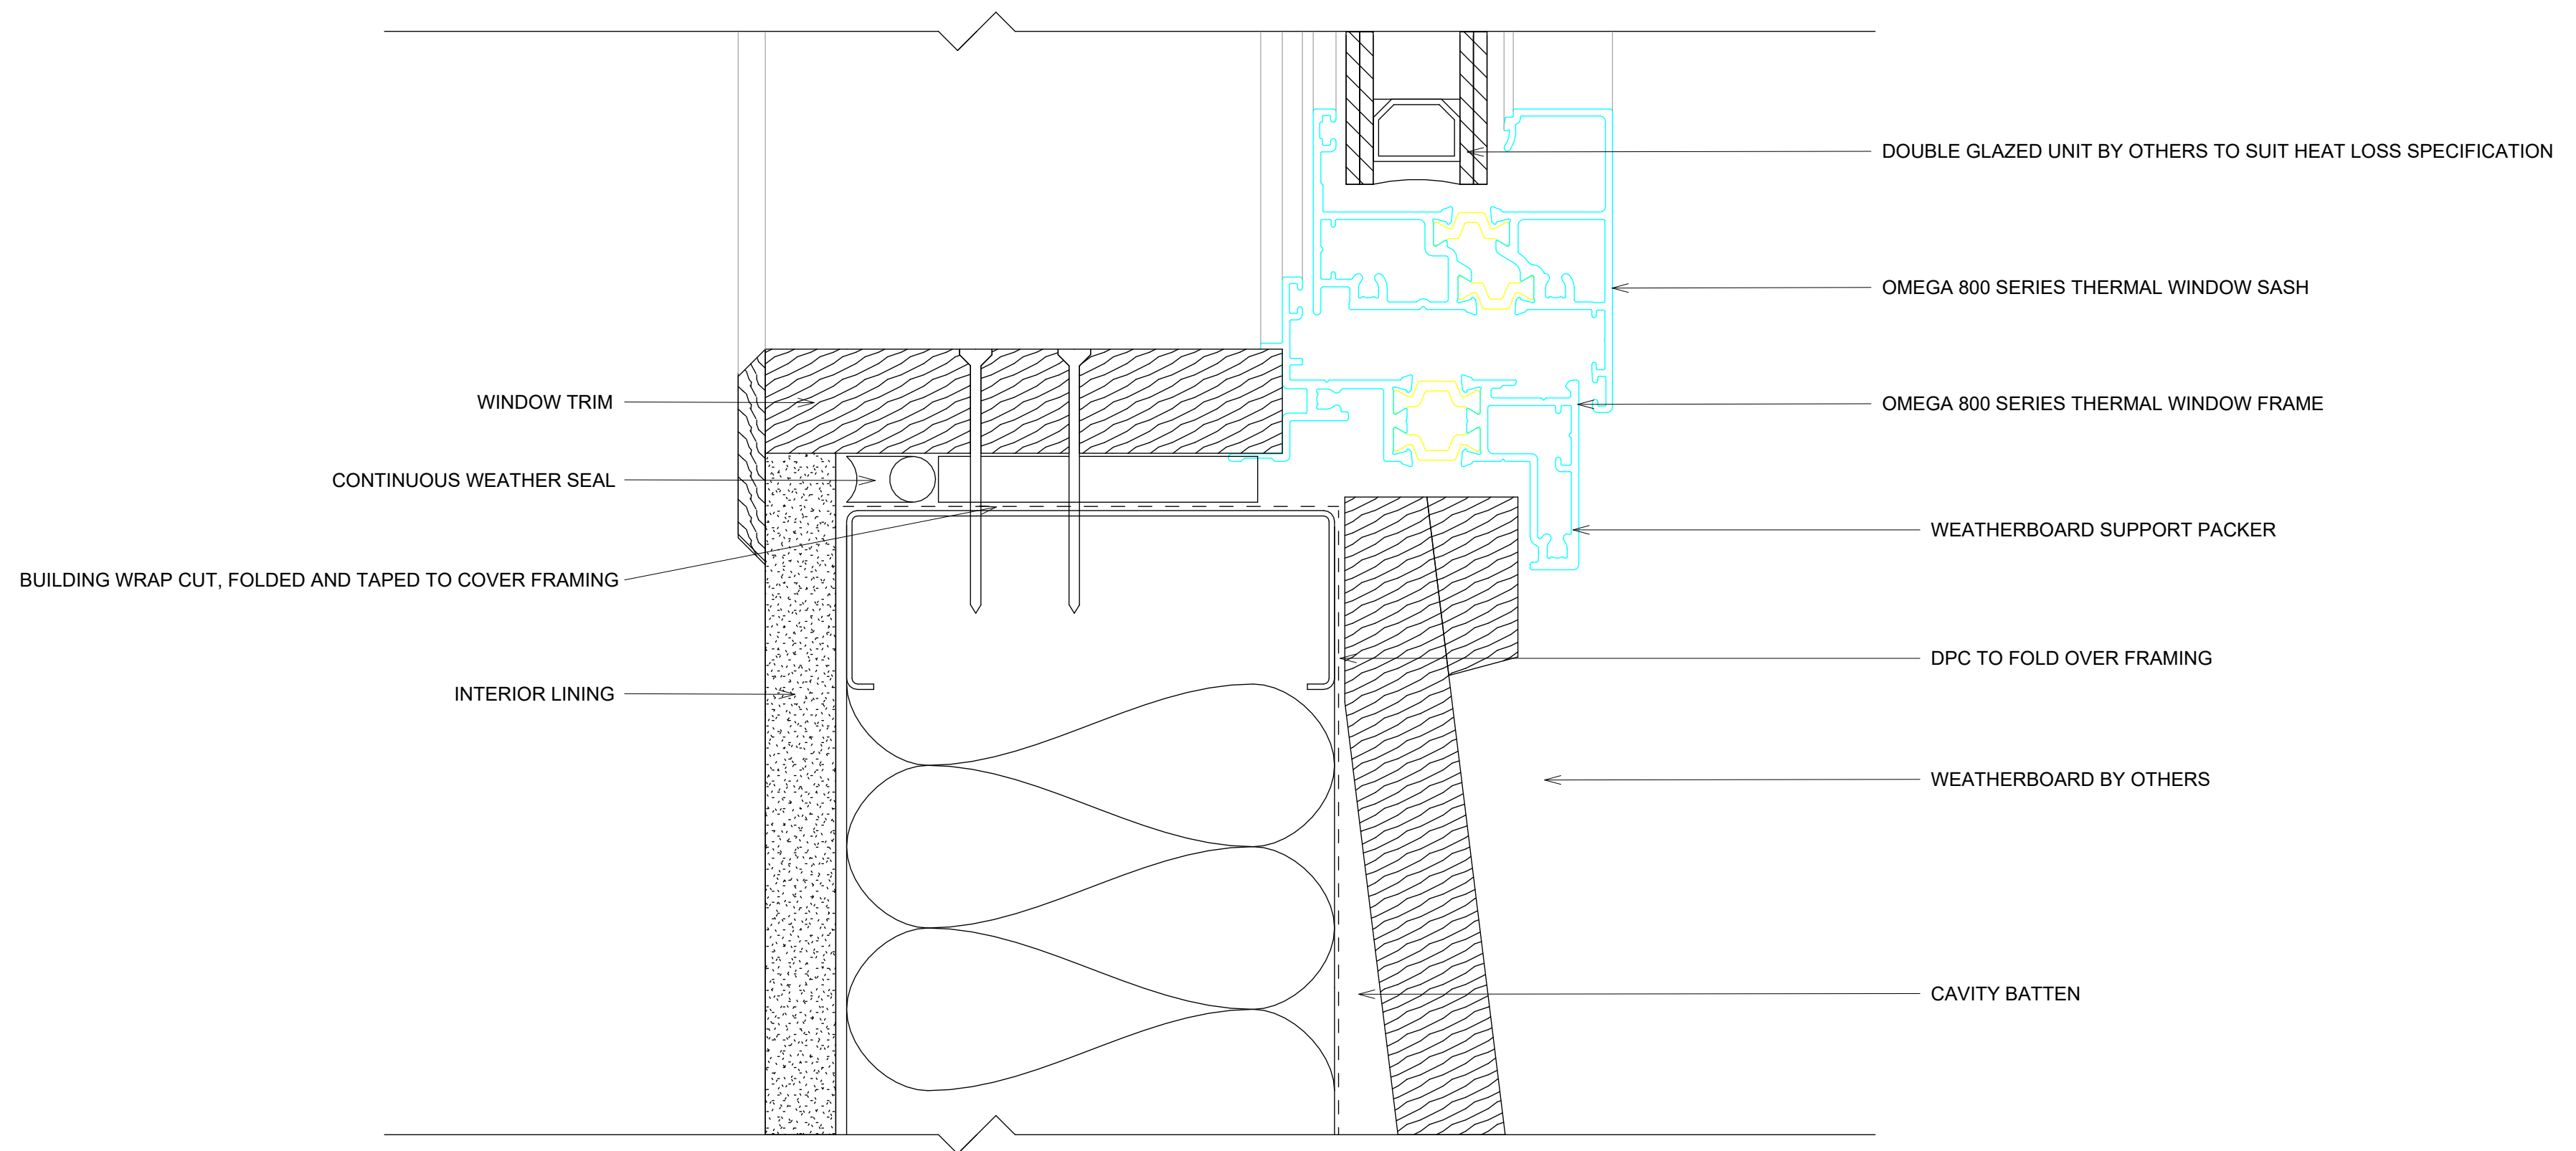 DOUBLE GLAZED UNIT BY OTHERS TO SUIT HEAT LOSS SPECIFICATION
OMEGA 800 SERIES THERMAL WINDOW SASH
WINDOW TRIM
OMEGA 800 SERIES THERMAL WINDOW FRAME
CONTINUOUS WEATHER SEAL
WEATHERBOARD SUPPORT PACKER
BUILDING WRAP CUT, FOLDED AND TAPED TO COVER FRAMING
DPC TO FOLD OVER FRAMING
INTERIOR LINING
WEATHERBOARD BY OTHERS
CAVITY BATTEN